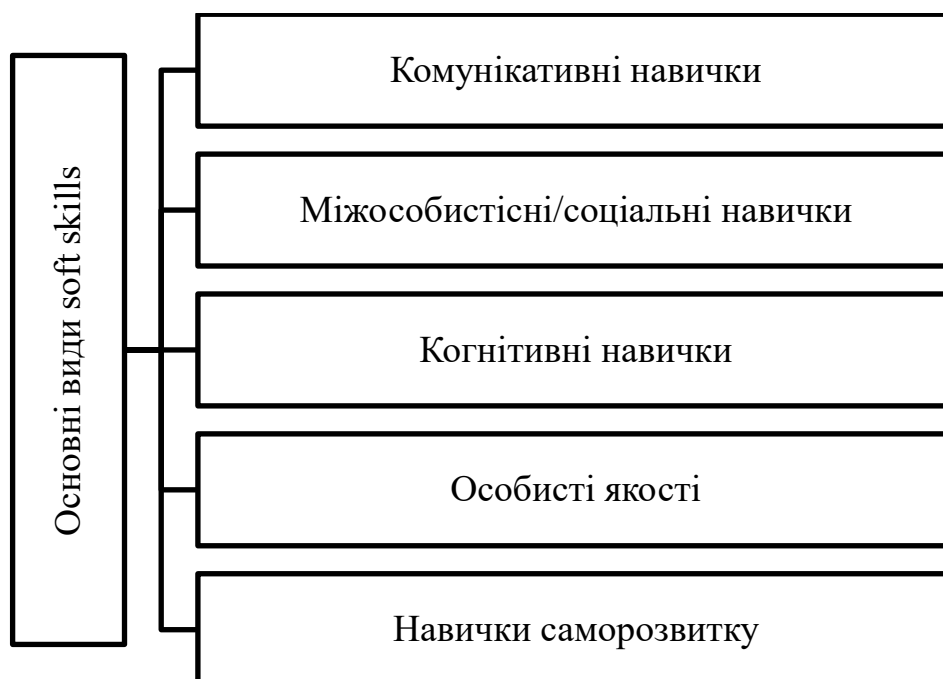 Основні види soft skills
Комунікативні навички
Міжособистісні/соціальні навички
Когнітивні навички
Особисті якості
Навички саморозвитку